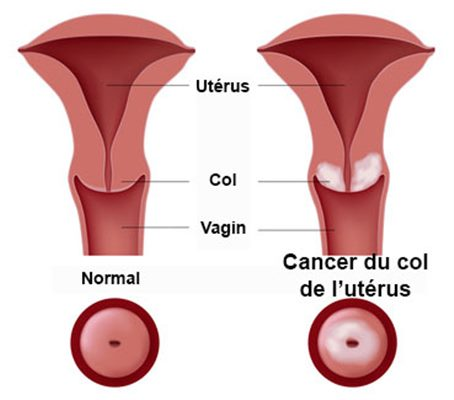 Utérus
Col
Vagin
Normal
Cancer du col
de l'utérus